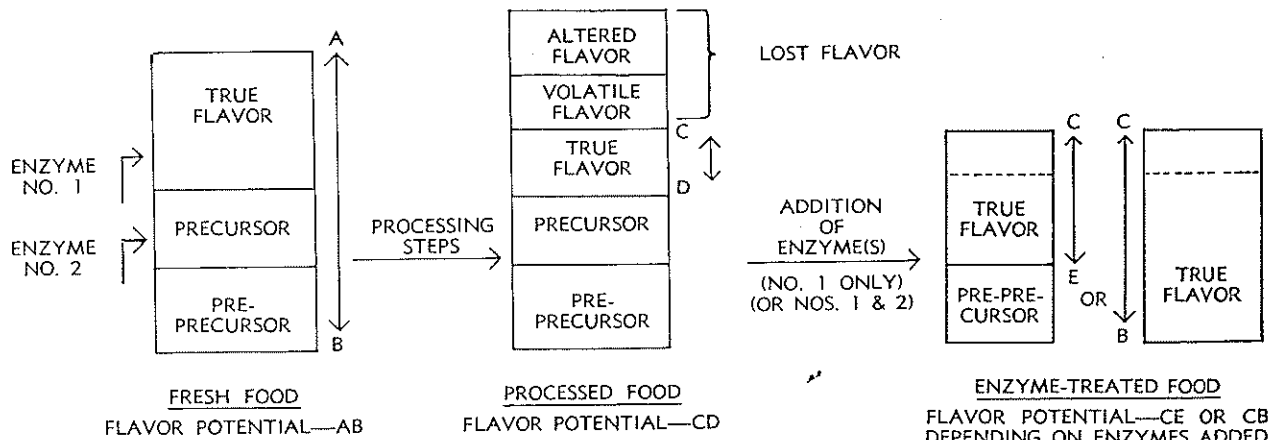 A
TRUE
FLAVOR
ENZYME
NO. 1
PRECURSOR
ENZYME
NO. 2
PRE-
PRECURSOR
B
FRESH FOOD
FLAVOR POTENTIAL—AB
PROCESSING
STEPS
ALTERED
FLAVOR
VOLATILE
FLAVOR
LOST FLAVOR
C
TRUE
FLAVOR
D
PRECURSOR
PRE-
PRECURSOR
PROCESSED FOOD
FLAVOR POTENTIAL—CD
ADDITION
OF
ENZYME(S)
(NO. 1 ONLY)
(OR NOS. 1 & 2)
C
TRUE
FLAVOR
E
PRE-PRE-
CURSOR
OR
C
B
TRUE
FLAVOR
ENZYME-TREATED FOOD
FLAVOR POTENTIAL—CE OR CB
DEPENDING ON ENZYMES ADDED